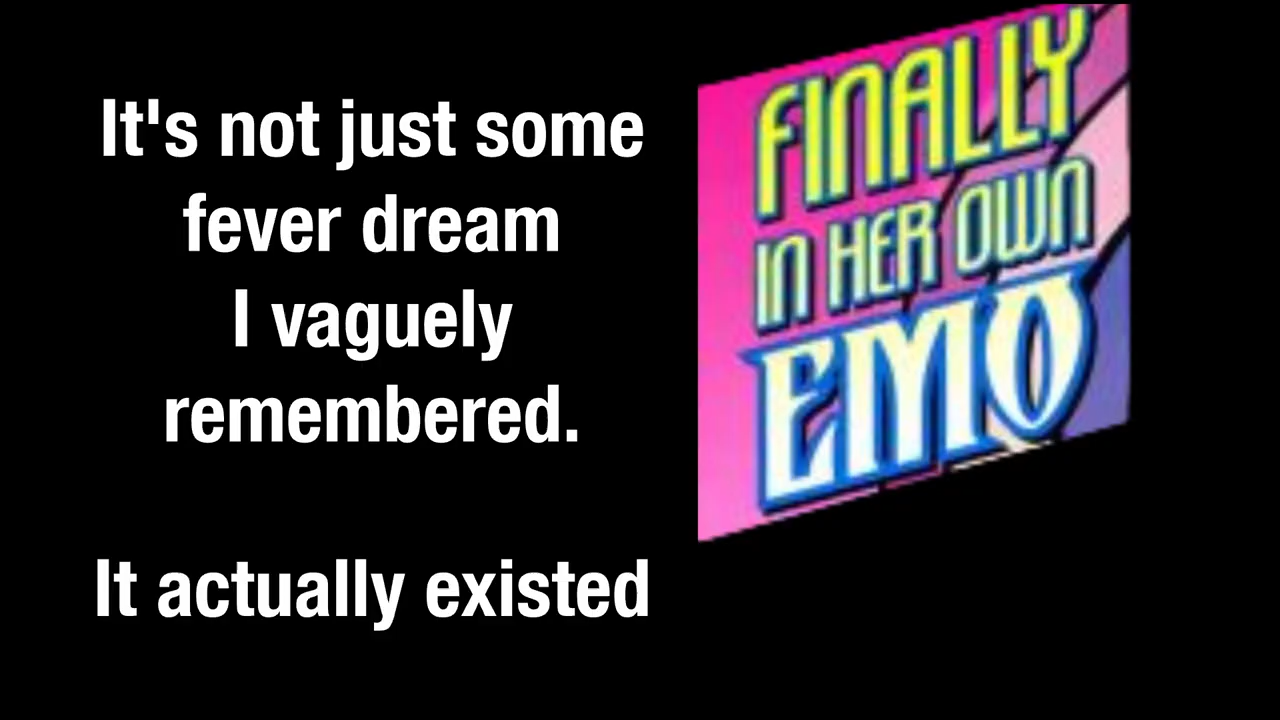 It's not just some
fever dream
I vaguely
remembered.
It actually existed
FINALLY
IN HER OWN
EMO